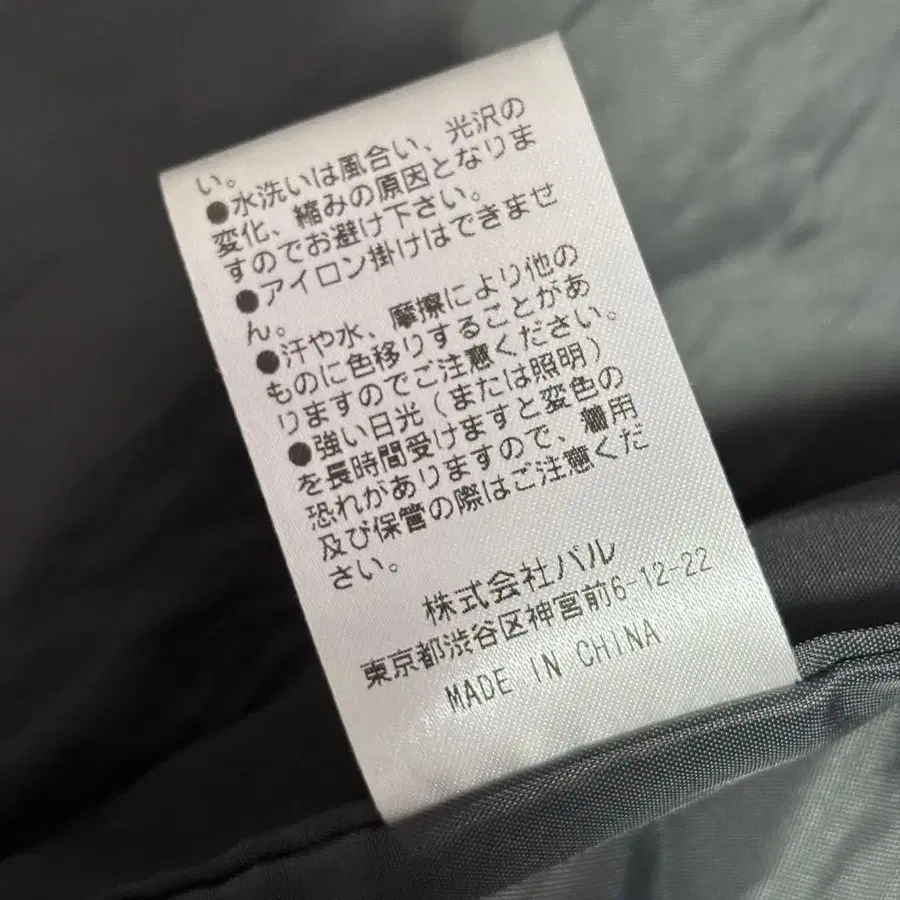 い。
●水洗いは風合い、光沢の
変化、縮みの原因となりま
すのでお避け下さい。
●アイロン掛けはできませ
ん。
●汗や水、摩擦により他の
ものに色移りすることがあ
りますのでご注意ください。
●強い日光(または照明)
を長時間受けますと変色の
恐れがありますので、着用
及び保管の際はご注意くだ
さい。
株式会社パル
東京都渋谷区神宮前6-12-22
MADE IN CHINA